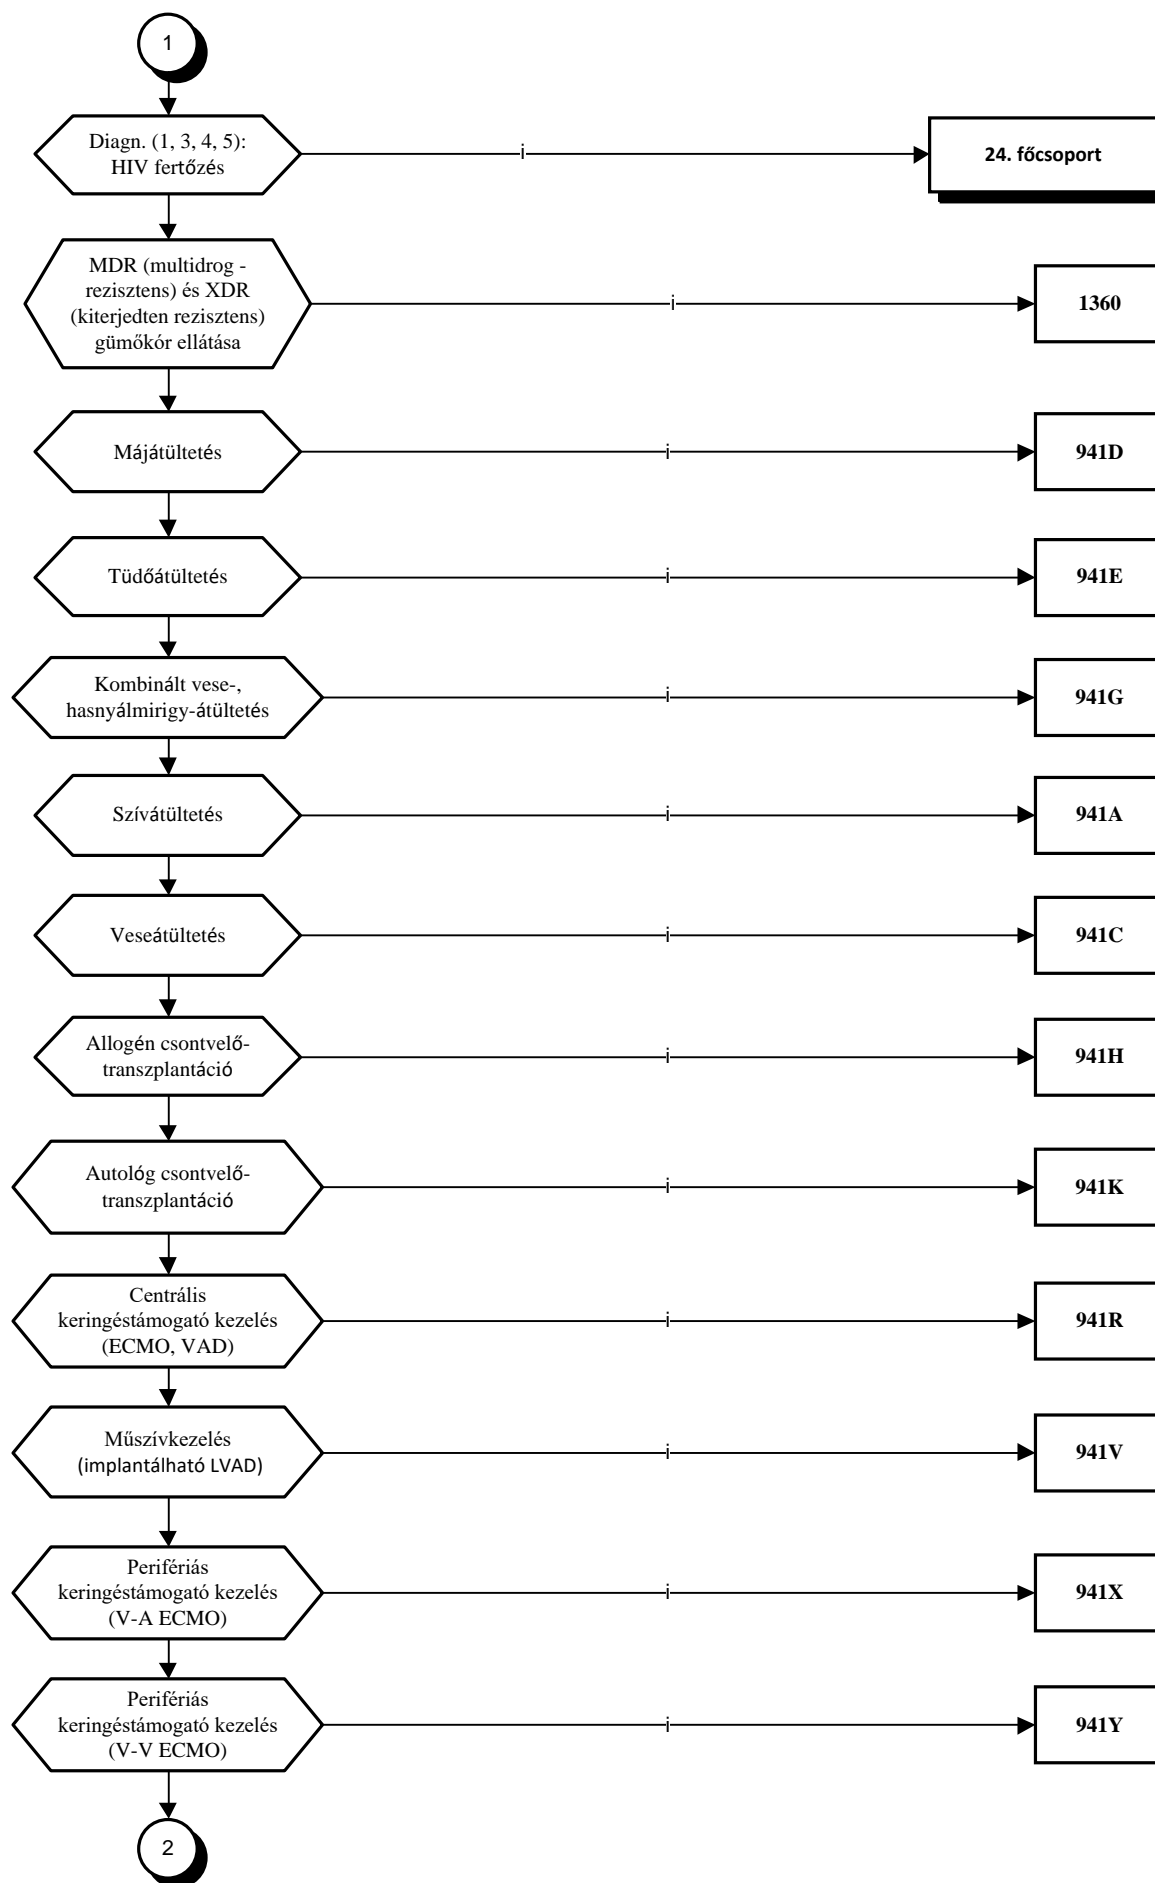 1
Diagn. (1, 3, 4, 5):
HIV fertőzés
i
24. főcsoport
MDR (multidrog -
rezisztens) és XDR
(kiterjedten rezisztens)
gümőkór ellátása
i
1360
Májátültetés
i
941D
Tüdőátültetés
i
941E
Kombinált vese-,
hasnyálmirigy-átültetés
i
941G
Szívátültetés
i
941A
Veseátültetés
i
941C
Allogén csontvelő-
transzplantáció
i
941H
Autológ csontvelő-
transzplantáció
i
941K
Centrális
keringéstámogató kezelés
(ECMO, VAD)
i
941R
Műszívkezelés
(implantálható LVAD)
i
941V
Perifériás
keringéstámogató kezelés
(V-A ECMO)
i
941X
Perifériás
keringéstámogató kezelés
(V-V ECMO)
i
941Y
2